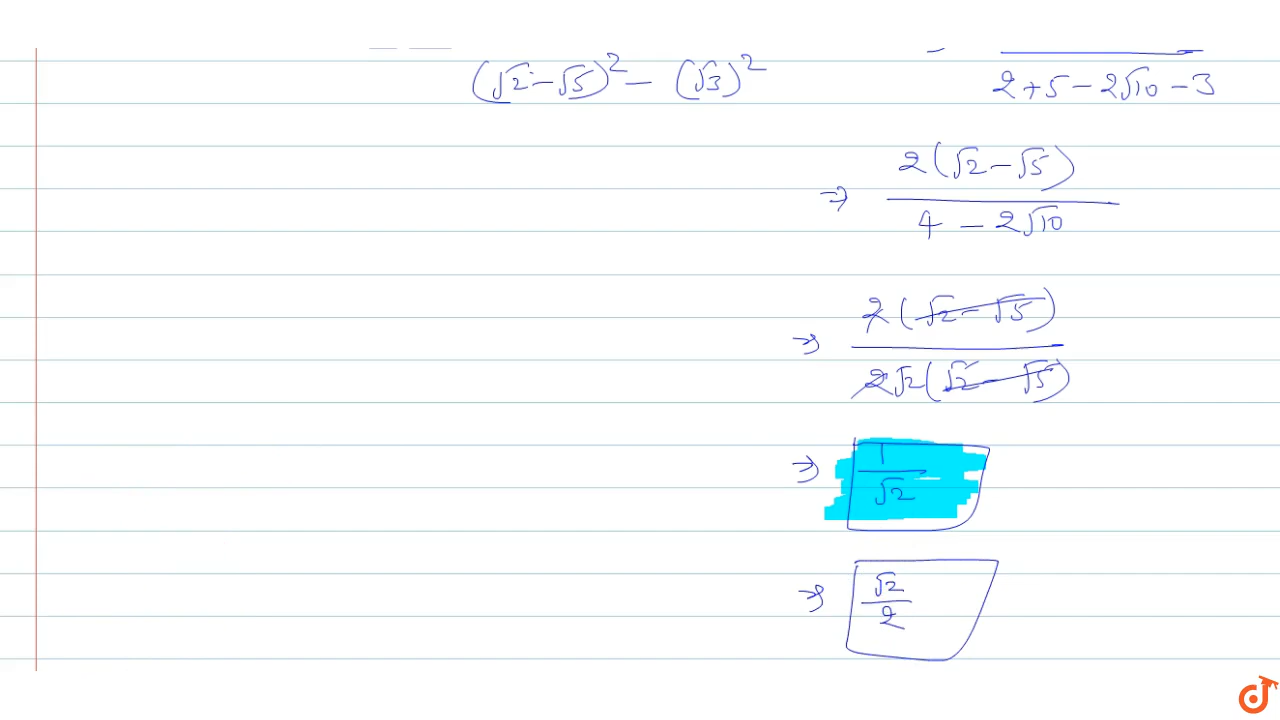 (√2 - √5)² - (√3)²
= 2 + 5 - 2√10 - 3
⇒ 2(√2 - √5)
4 - 2√10
⇒ 2(√2 - √5)
2√2(√2 - √5)
⇒ 1
√2
⇒ √2
2